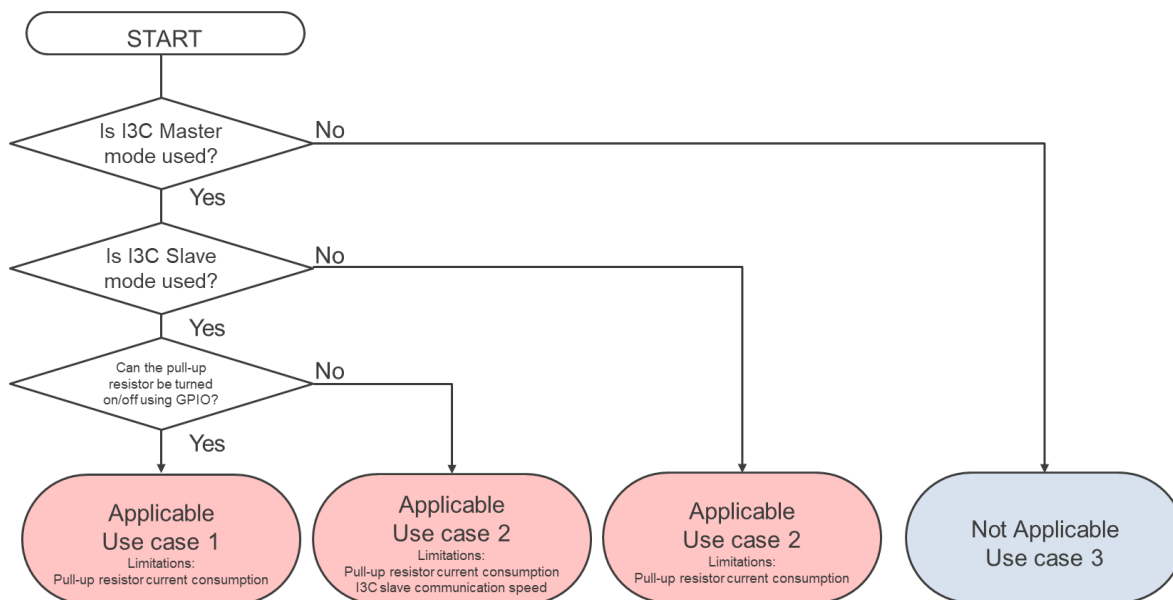 START
Is I3C Master
mode used?
No
Yes
Is I3C Slave
mode used?
No
Yes
Can the pull-up
resistor be turned
on/off using GPIO?
No
Yes
Applicable
Use case 1
Limitations:
Pull-up resistor current consumption
Applicable
Use case 2
Limitations:
Pull-up resistor current consumption
I3C slave communication speed
Applicable
Use case 2
Limitations:
Pull-up resistor current consumption
Not Applicable
Use case 3